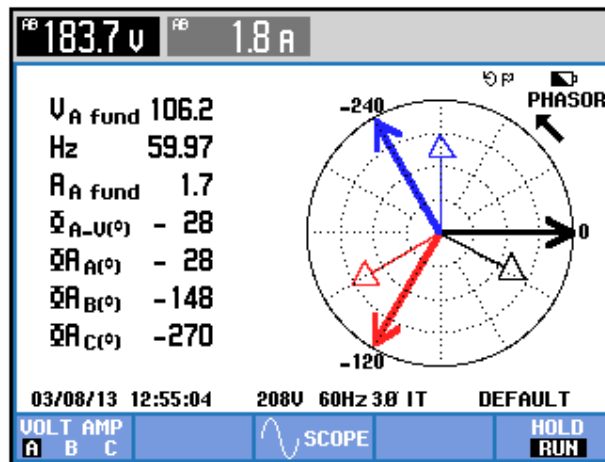 AB 183.7 V AB 1.8 A
PHASOR
V A fund 106.2
Hz 59.97
A A fund 1.7
Φ A-V(°) - 28
ΦA A(°) - 28
ΦA B(°) -148
ΦA C(°) -270
-240
0
-120
03/08/13 12:55:04 208V 60Hz 3Ø IT DEFAULT
VOLT AMP
A B C
SCOPE
HOLD
RUN